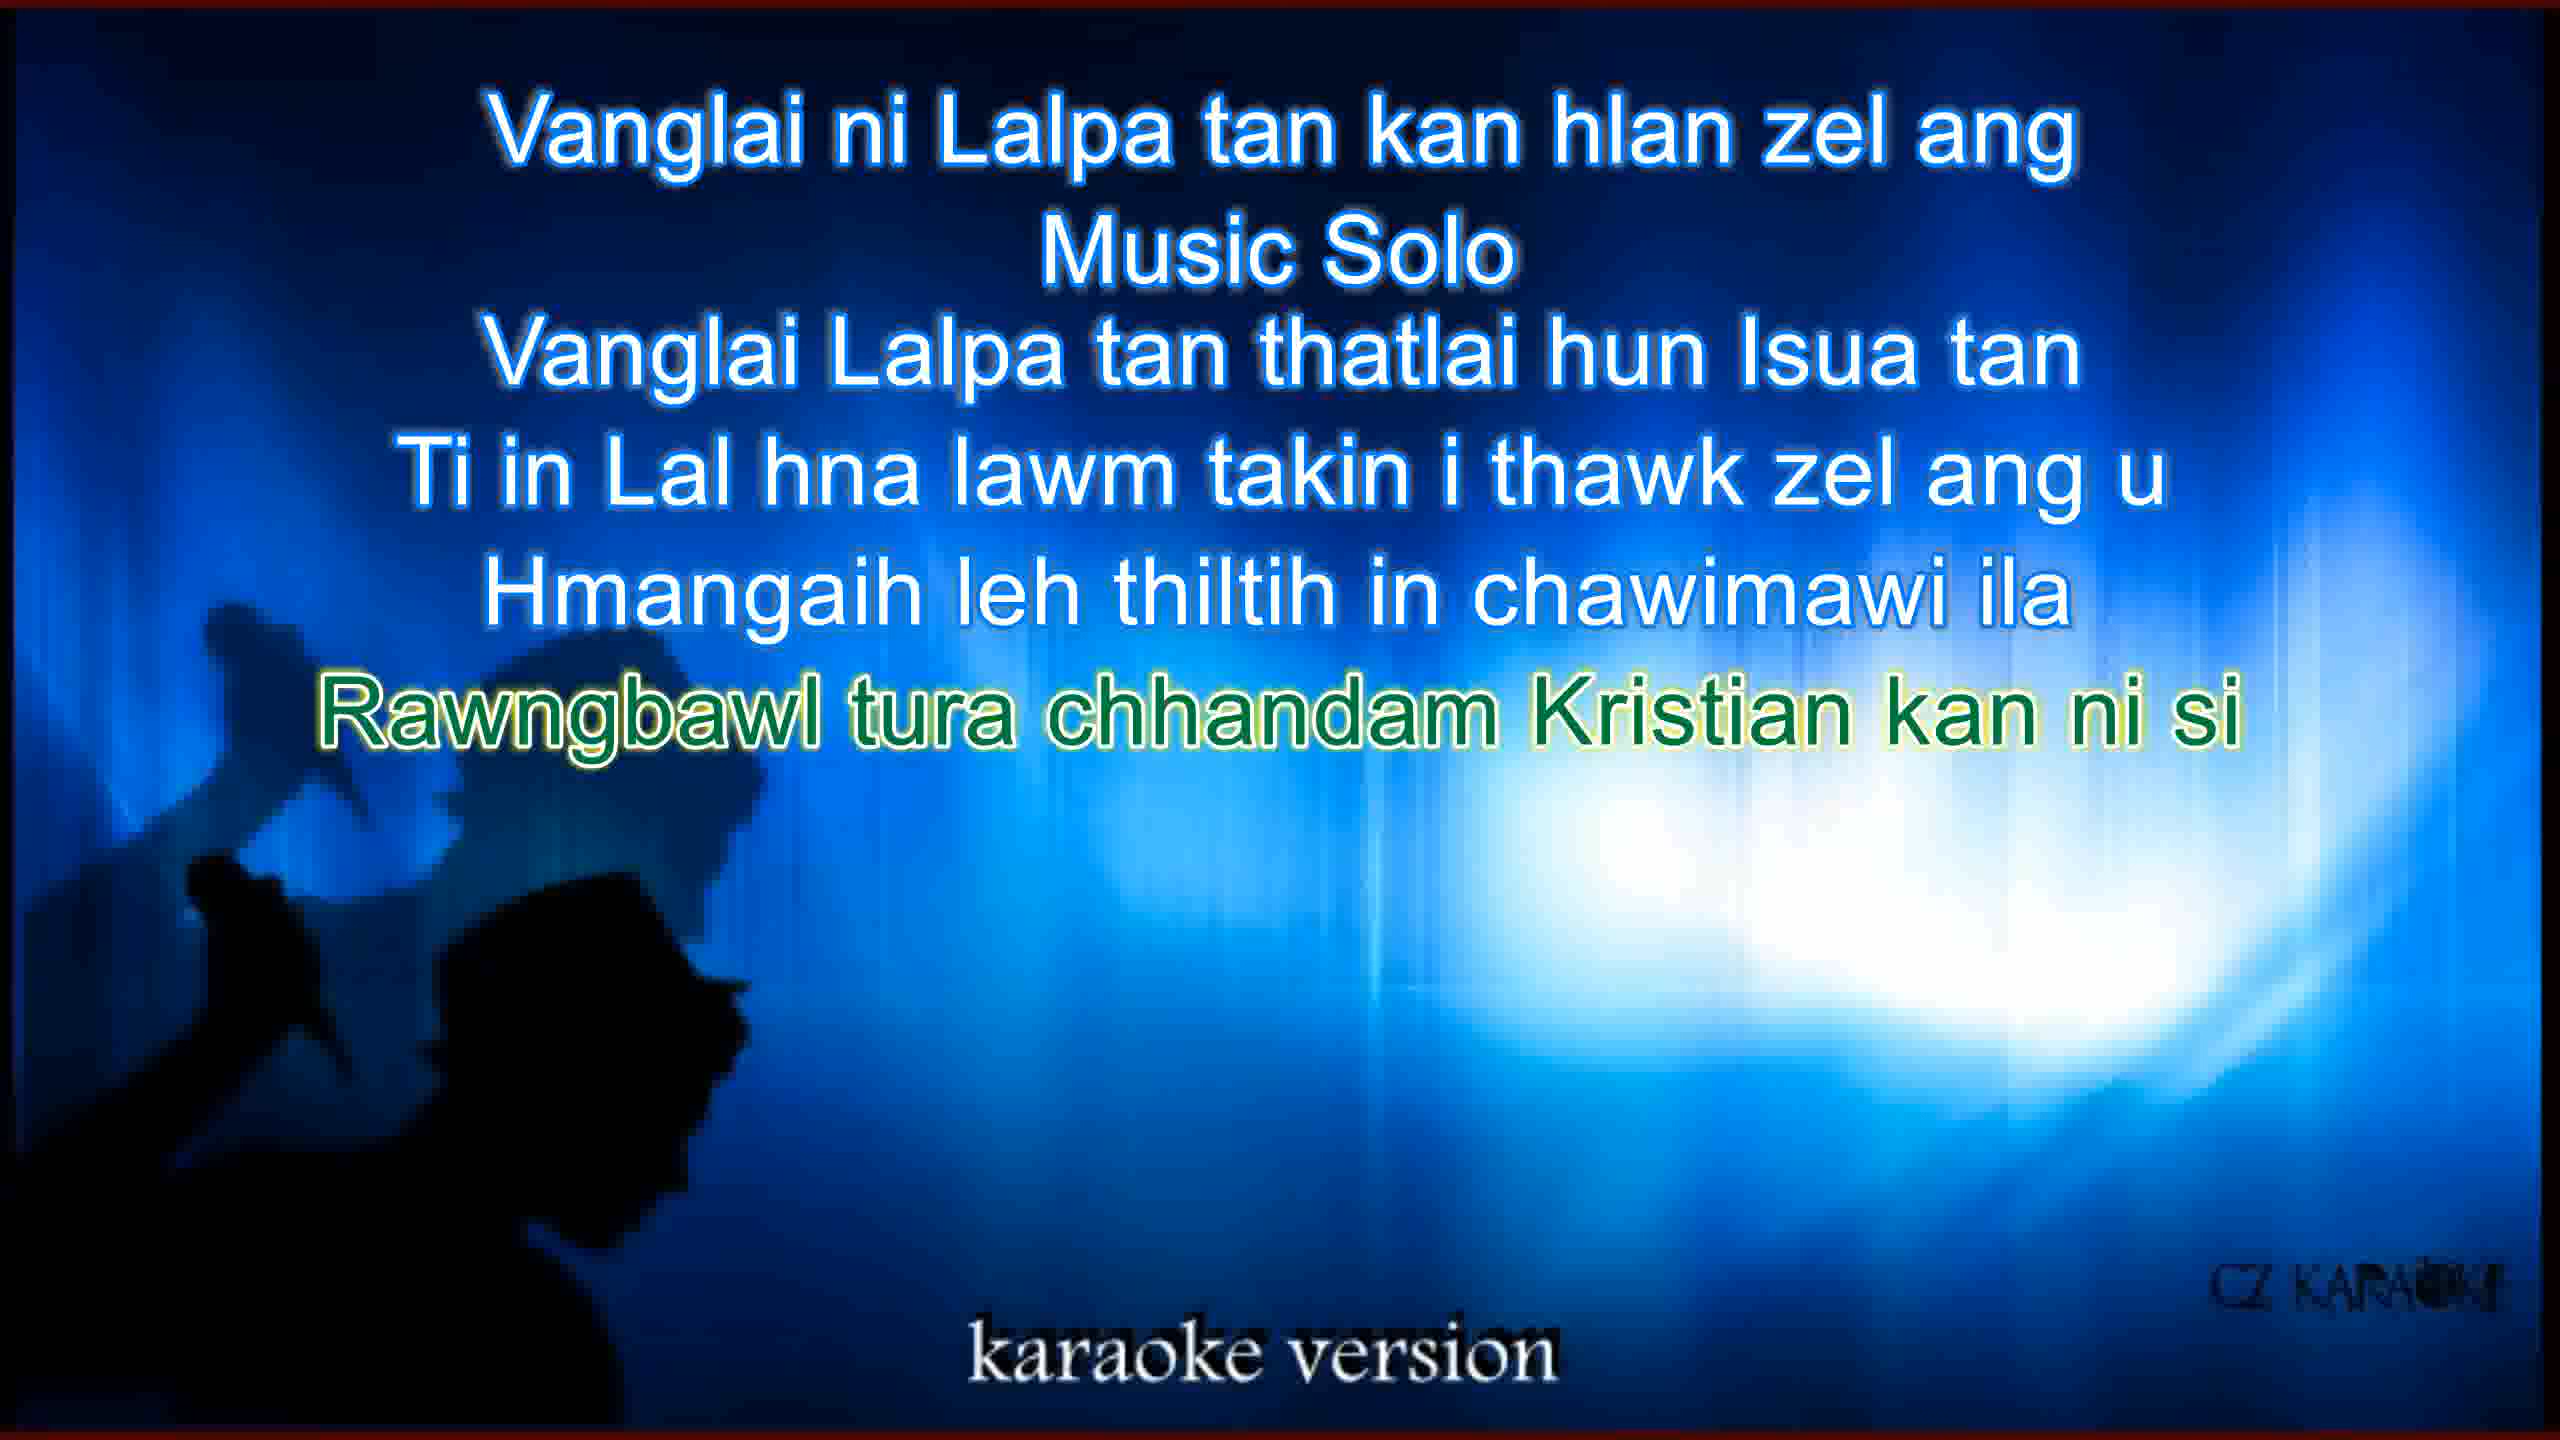 Vanglai ni Lalpa tan kan hlan zel ang
Music Solo
Vanglai Lalpa tan thatlai hun Isua tan
Ti in Lal hna lawm takin i thawk zel ang u
Hmangaih leh thiltih in chawimawi ila
Rawngbawl tura chhandam Kristian kan ni si
CZ KARAOKE
karaoke version